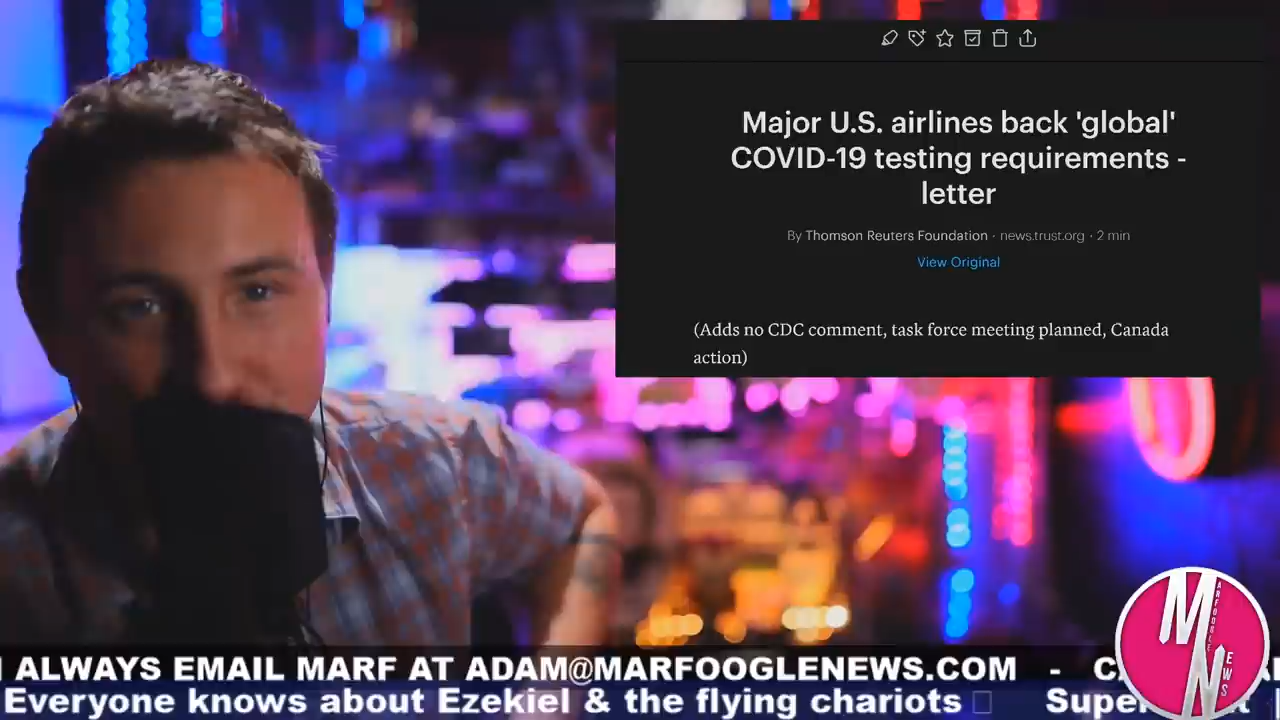 Major U.S. airlines back 'global'
COVID-19 testing requirements -
letter
By Thomson Reuters Foundation · news.trust.org · 2 min
View Original
(Adds no CDC comment, task force meeting planned, Canada
action)
ALWAYS EMAIL MARF AT ADAM@MARFOOGLENEWS.COM -
Everyone knows about Ezekiel & the flying chariots
MARFOOGLE
NEWS